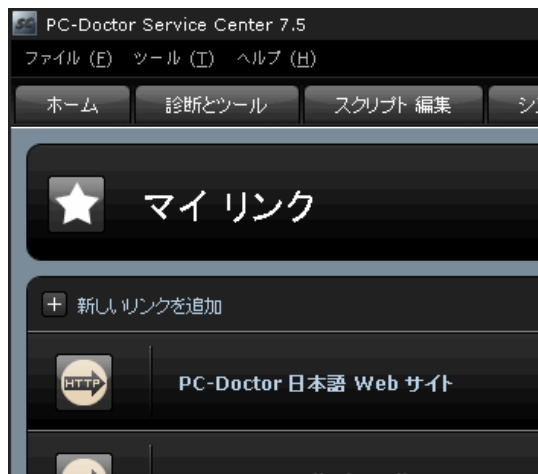 PC-Doctor Service Center 7.5
ファイル (F) ツール (T) ヘルプ (H)
ホーム 診断とツール スクリプト 編集
マイ リンク
新しいリンクを追加
HTTP PC-Doctor 日本語 Web サイト